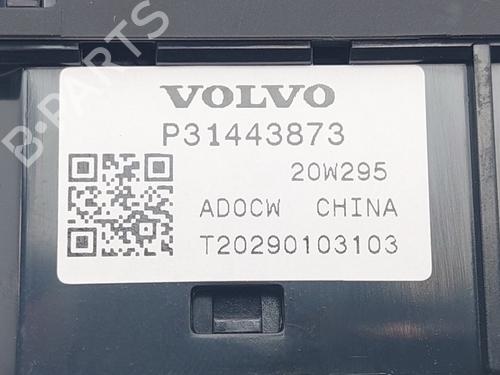 B-PARTS
VOLVO
P31443873
20W295
ADOCW CHINA
T20290103103